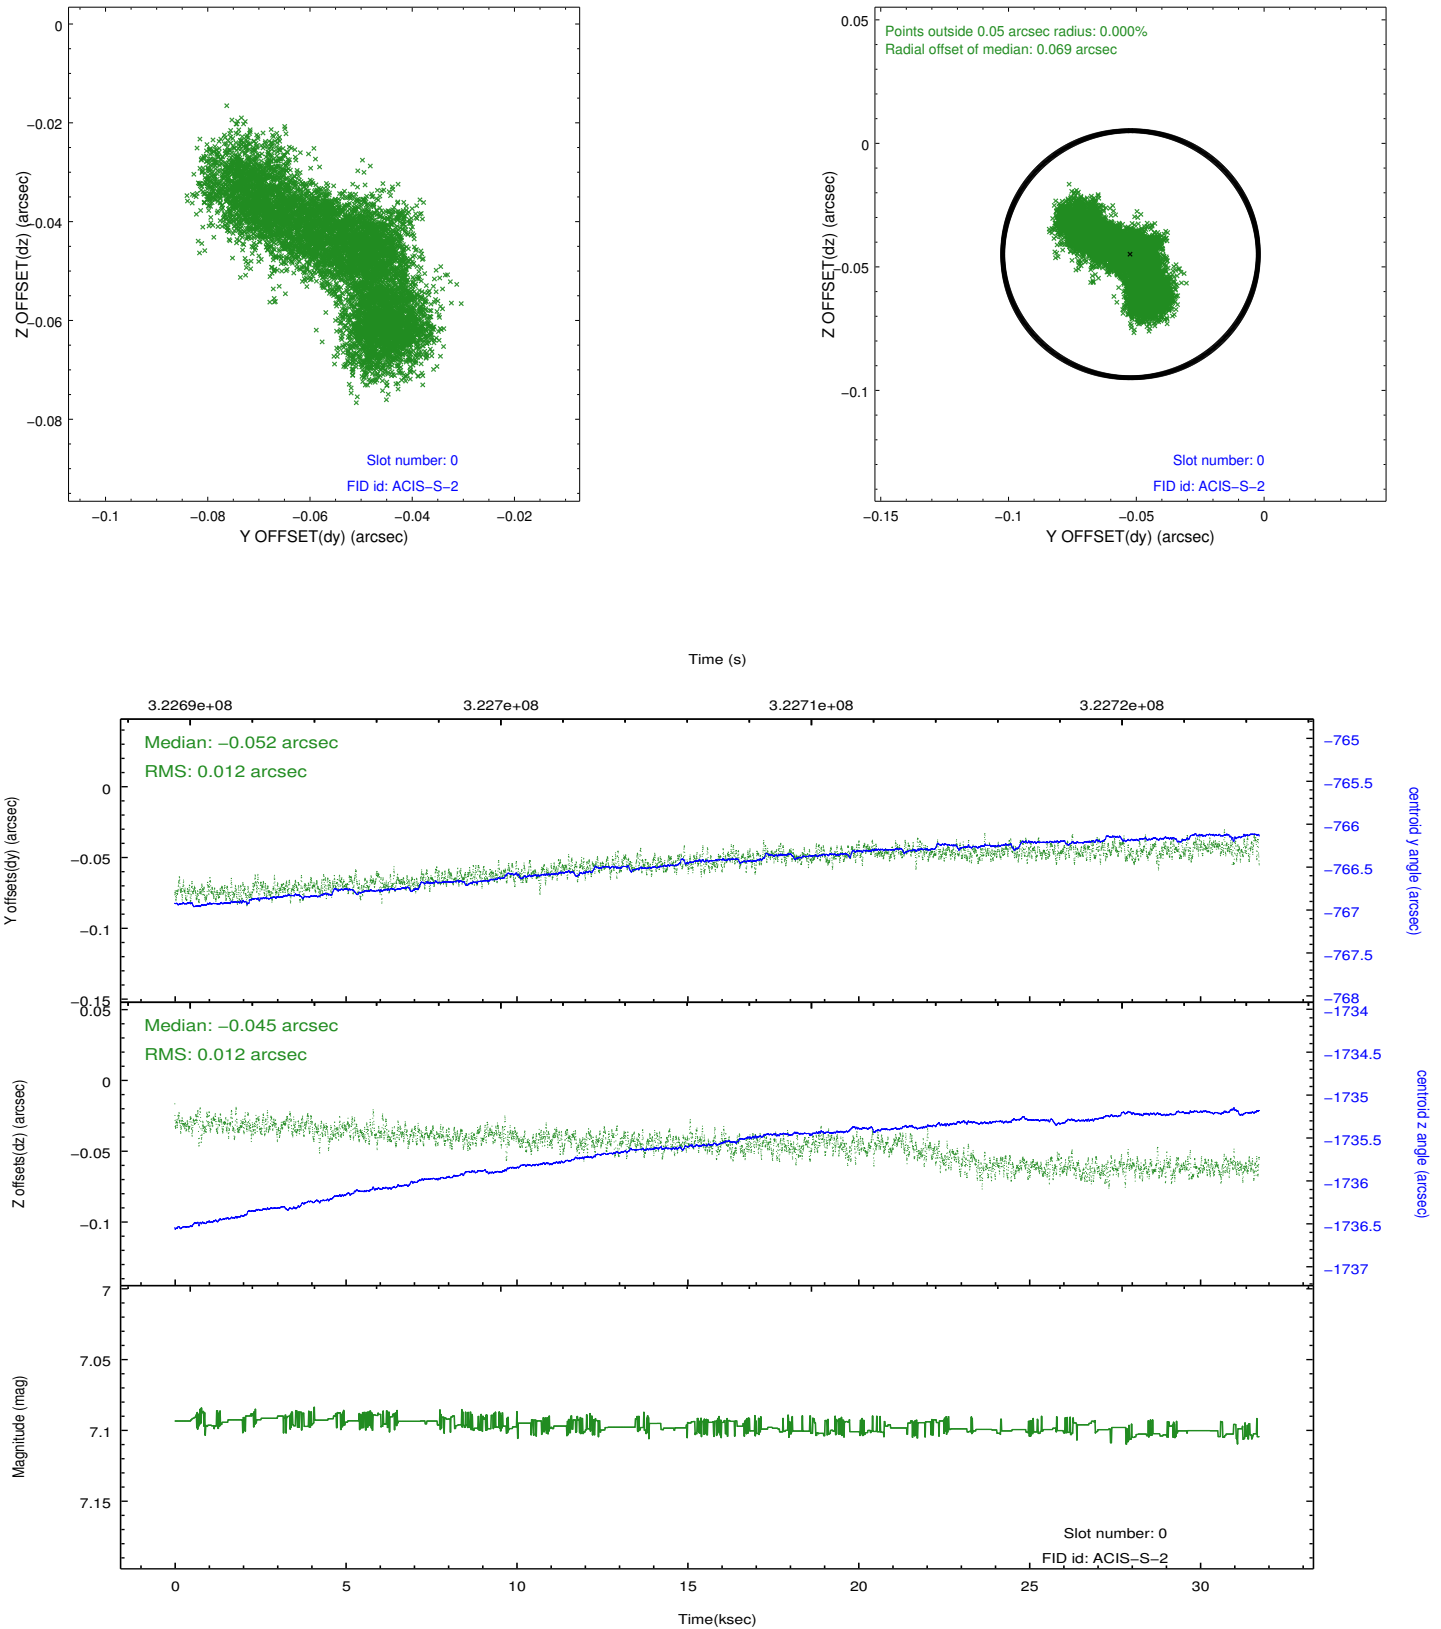 0
−0.02
−0.04
−0.06
−0.08
Z OFFSET(dz) (arcsec)
Slot number: 0
FID id: ACIS−S−2
−0.1
−0.08
−0.06
−0.04
−0.02
Y OFFSET(dy) (arcsec)
0.05
0
−0.05
−0.1
Z OFFSET(dz) (arcsec)
Points outside 0.05 arcsec radius: 0.000%
Radial offset of median: 0.069 arcsec
Slot number: 0
FID id: ACIS−S−2
−0.15
−0.1
−0.05
0
Y OFFSET(dy) (arcsec)
Time (s)
3.2269e+08
3.227e+08
3.2271e+08
3.2272e+08
Median: −0.052 arcsec
RMS: 0.012 arcsec
0
−0.05
−0.1
−0.15
Y offsets(dy) (arcsec)
−765
−765.5
−766
−766.5
−767
−767.5
−768
centroid y angle (arcsec)
Median: −0.045 arcsec
RMS: 0.012 arcsec
0.05
0
−0.05
−0.1
Z offsets(dz) (arcsec)
−1734
−1734.5
−1735
−1735.5
−1736
−1736.5
−1737
centroid z angle (arcsec)
7
7.05
7.1
7.15
Magnitude (mag)
Slot number: 0
FID id: ACIS−S−2
0
5
10
15
20
25
30
Time(ksec)